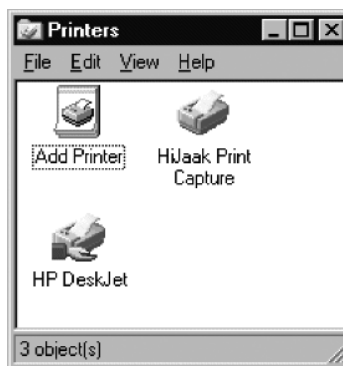 Printers
File Edit View Help
Add Printer
HiJaak Print
Capture
HP DeskJet
3 object(s)